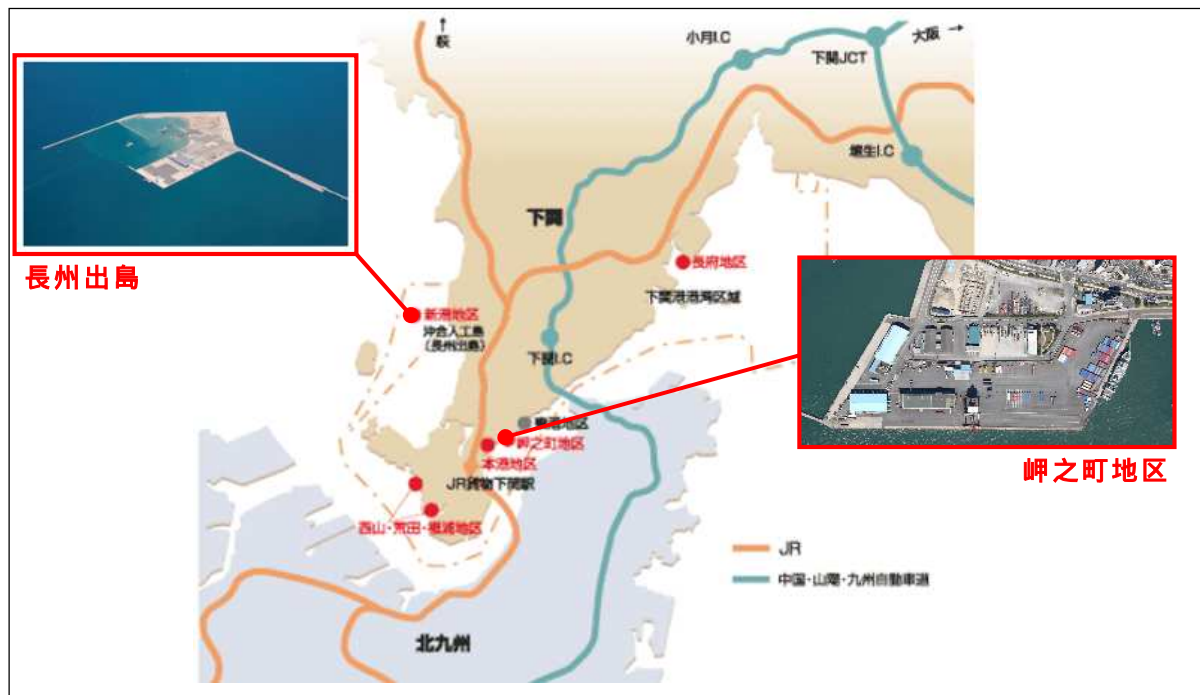 ↑
萩
小月I.C
下関JCT
大阪 →
埴生I.C
下関
長府地区
下関港港湾区域
長州出島
新港地区
沖合人工島
(長州出島)
下関I.C
東港地区
岬之町地区
本港地区
JR貨物下関駅
西山・荒田・
地区
岬之町地区
JR
中国・山陽・九州自動車道
北九州